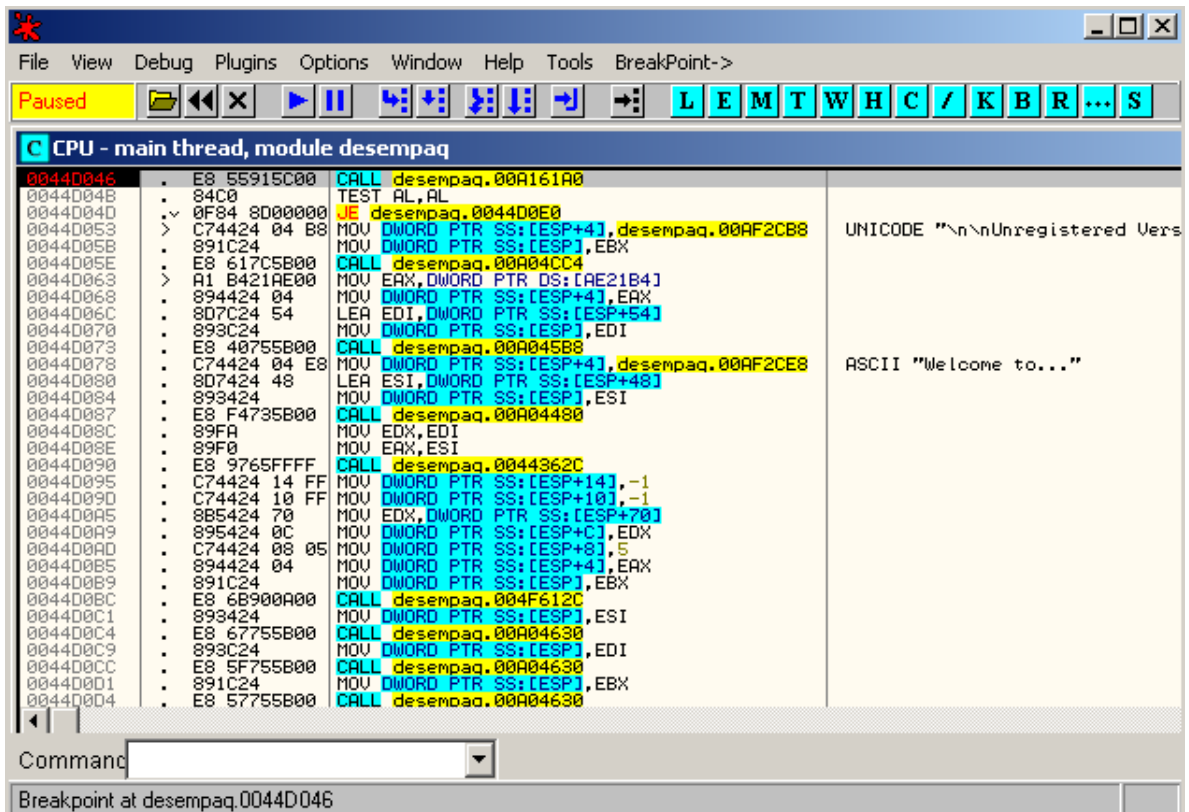 File View Debug Plugins Options Window Help Tools BreakPoint->
Paused L E M T W H C / K B R ... S
C CPU - main thread, module desempaq
0044D046 . E8 55915C00 CALL desempaq.00A161A0
0044D04B . 84C0 TEST AL,AL
0044D04D .v 0F84 8D00000 JE desempaq.0044D0E0
0044D053 > C74424 04 B8 MOV DWORD PTR SS:[ESP+4],desempaq.00AF2CB8 UNICODE "\n\nUnregistered Vers
0044D05B . 891C24 MOV DWORD PTR SS:[ESP],EBX
0044D05E . E8 617C5B00 CALL desempaq.00A04CC4
0044D063 > A1 B421AE00 MOV EAX,DWORD PTR DS:[AE21B4]
0044D068 . 894424 04 MOV DWORD PTR SS:[ESP+4],EAX
0044D06C . 8D7C24 54 LEA EDI,DWORD PTR SS:[ESP+54]
0044D070 . 893C24 MOV DWORD PTR SS:[ESP],EDI
0044D073 . E8 40755B00 CALL desempaq.00A045B8
0044D078 . C74424 04 E8 MOV DWORD PTR SS:[ESP+4],desempaq.00AF2CE8 ASCII "Welcome to..."
0044D080 . 8D7424 48 LEA ESI,DWORD PTR SS:[ESP+48]
0044D084 . 893424 MOV DWORD PTR SS:[ESP],ESI
0044D087 . E8 F4735B00 CALL desempaq.00A04480
0044D08C . 89FA MOV EDX,EDI
0044D08E . 89F0 MOV EAX,ESI
0044D090 . E8 9765FFFF CALL desempaq.0044362C
0044D095 . C74424 14 FF MOV DWORD PTR SS:[ESP+14],-1
0044D09D . C74424 10 FF MOV DWORD PTR SS:[ESP+10],-1
0044D0A5 . 8B5424 70 MOV EDX,DWORD PTR SS:[ESP+70]
0044D0A9 . 895424 0C MOV DWORD PTR SS:[ESP+C],EDX
0044D0AD . C74424 08 05 MOV DWORD PTR SS:[ESP+8],5
0044D0B5 . 894424 04 MOV DWORD PTR SS:[ESP+4],EAX
0044D0B9 . 891C24 MOV DWORD PTR SS:[ESP],EBX
0044D0BC . E8 6B900A00 CALL desempaq.004F612C
0044D0C1 . 893424 MOV DWORD PTR SS:[ESP],ESI
0044D0C4 . E8 67755B00 CALL desempaq.00A04630
0044D0C9 . 893C24 MOV DWORD PTR SS:[ESP],EDI
0044D0CC . E8 5F755B00 CALL desempaq.00A04630
0044D0D1 . 891C24 MOV DWORD PTR SS:[ESP],EBX
0044D0D4 . E8 57755B00 CALL desempaq.00A04630
Command
Breakpoint at desempaq.0044D046